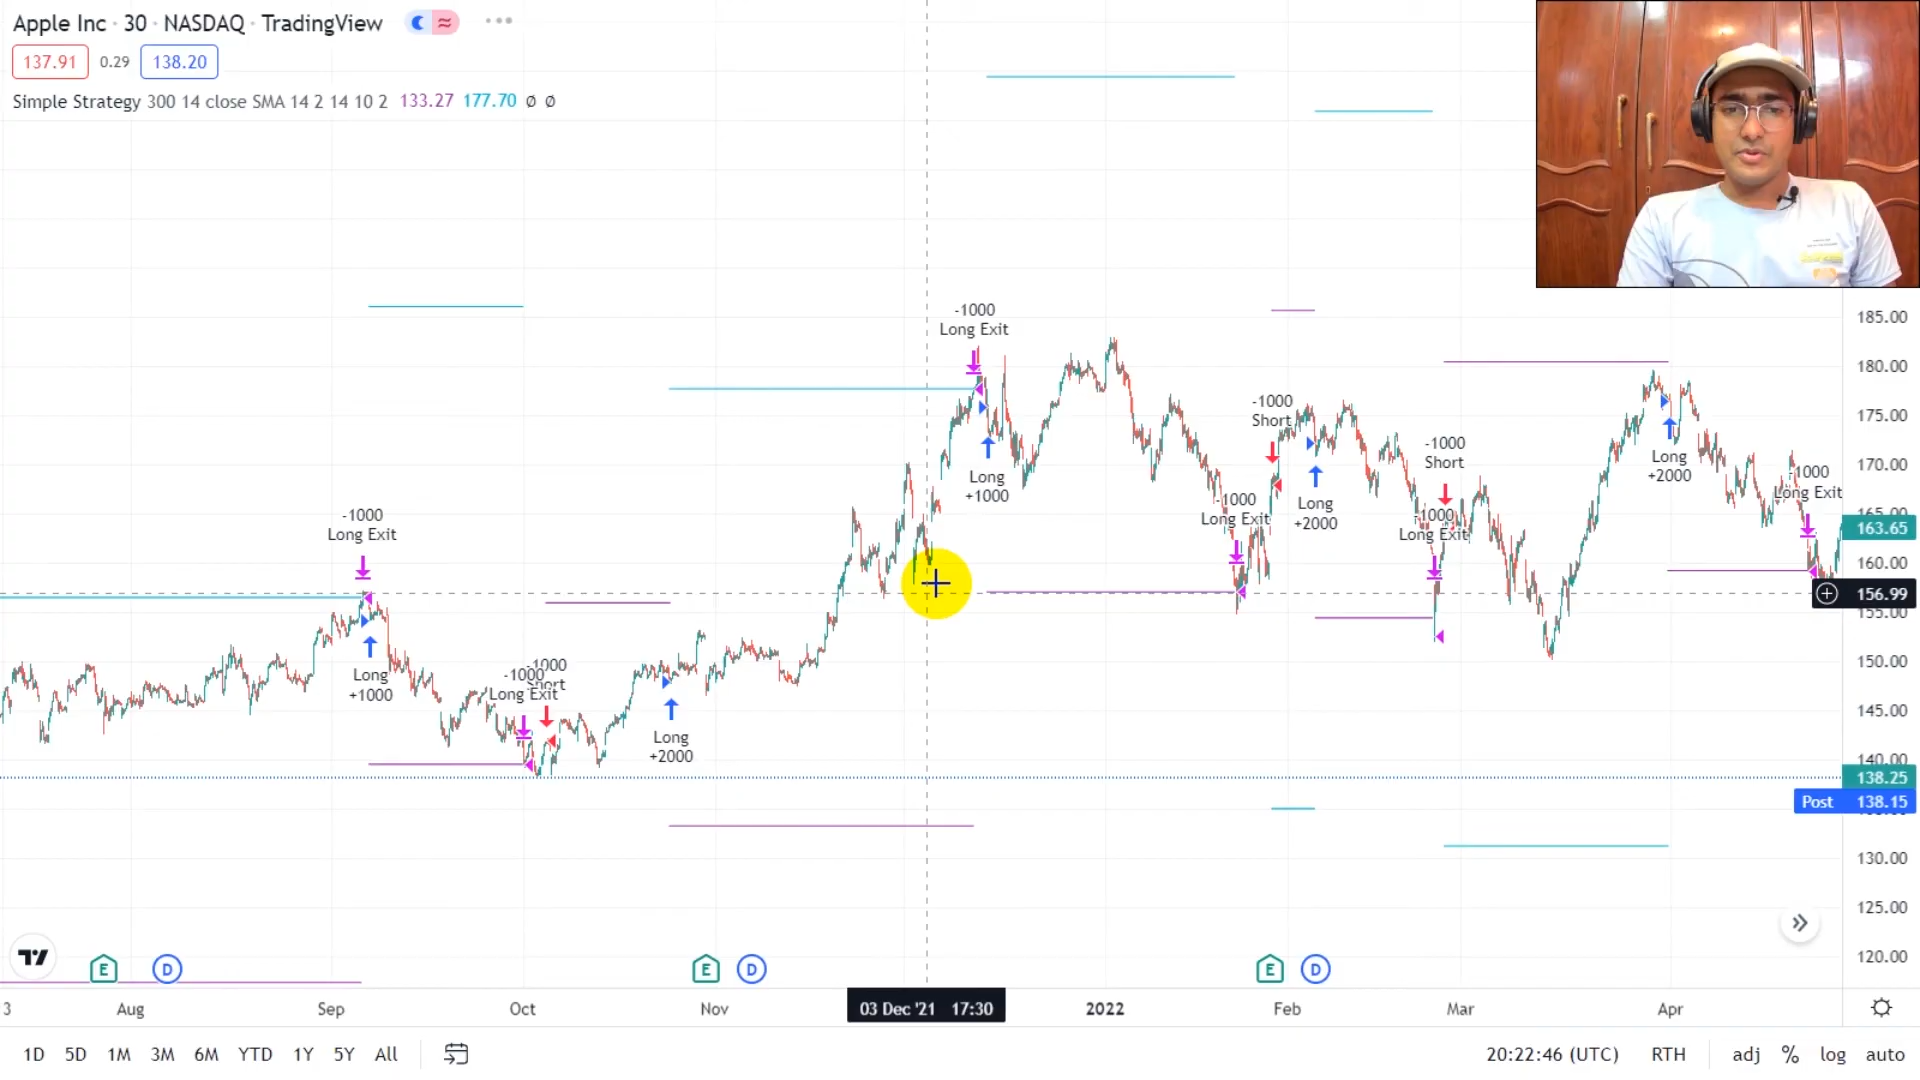 Apple Inc · 30 · NASDAQ · TradingView
137.91 0.29 138.20
Simple Strategy 300 14 close SMA 14 2 14 10 2 133.27 177.70 Ø Ø
-1000
Long Exit
185.00
180.00
-1000
Short
175.00
-1000
Short
Long
+2000
170.00
-1000
Long Exit
Long
+1000
-1000
Long Exit
Long
+2000
-1000
Long Exit
165.00
163.65
-1000
Long Exit
160.00
156.99
155.00
150.00
Long
+1000
-1000
Long Exit
-1000
Short
145.00
Long
+2000
140.00
138.25
Post 138.15
130.00
125.00
120.00
E D E D E D
3 Aug Sep Oct Nov 03 Dec '21 17:30 2022 Feb Mar Apr
1D 5D 1M 3M 6M YTD 1Y 5Y All 20:22:46 (UTC) RTH adj % log auto